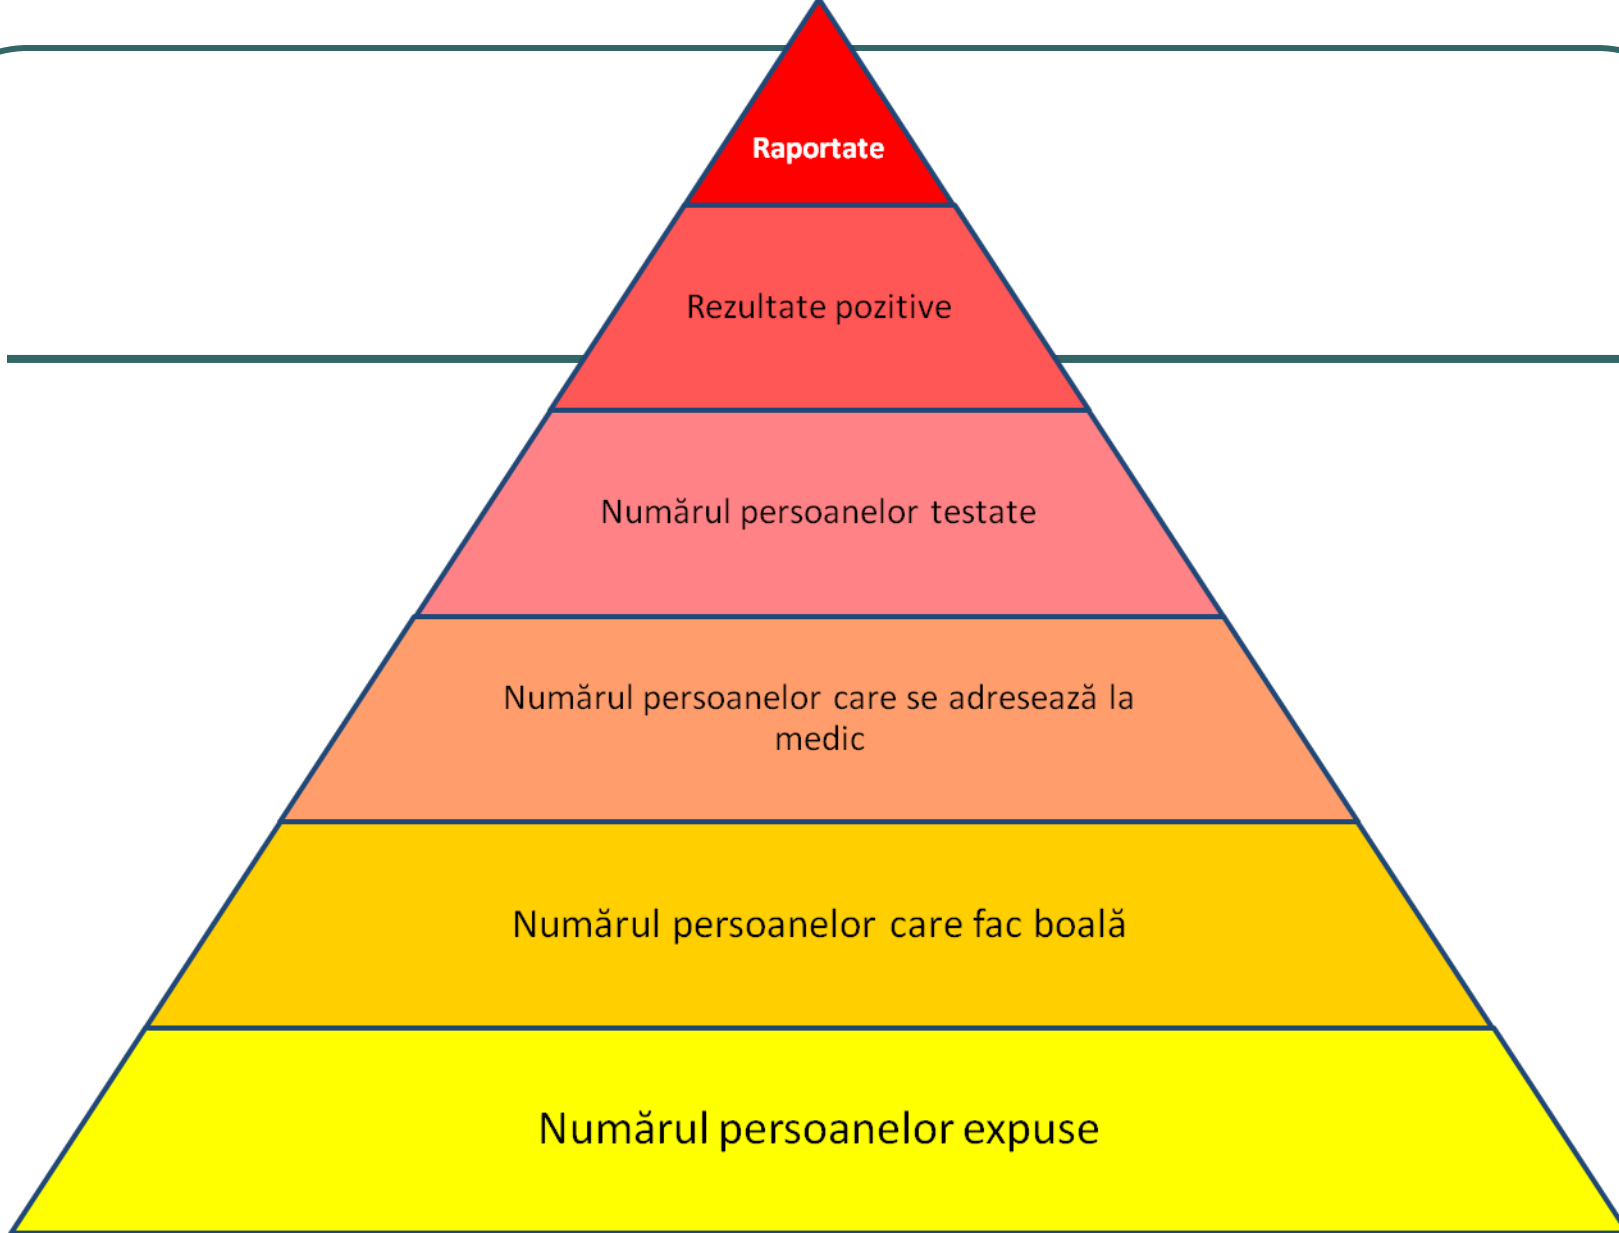 Raportate
Rezultate pozitive
Numărul persoanelor testate
Numărul persoanelor care se adresează la
medic
Numărul persoanelor care fac boală
Numărul persoanelor expuse